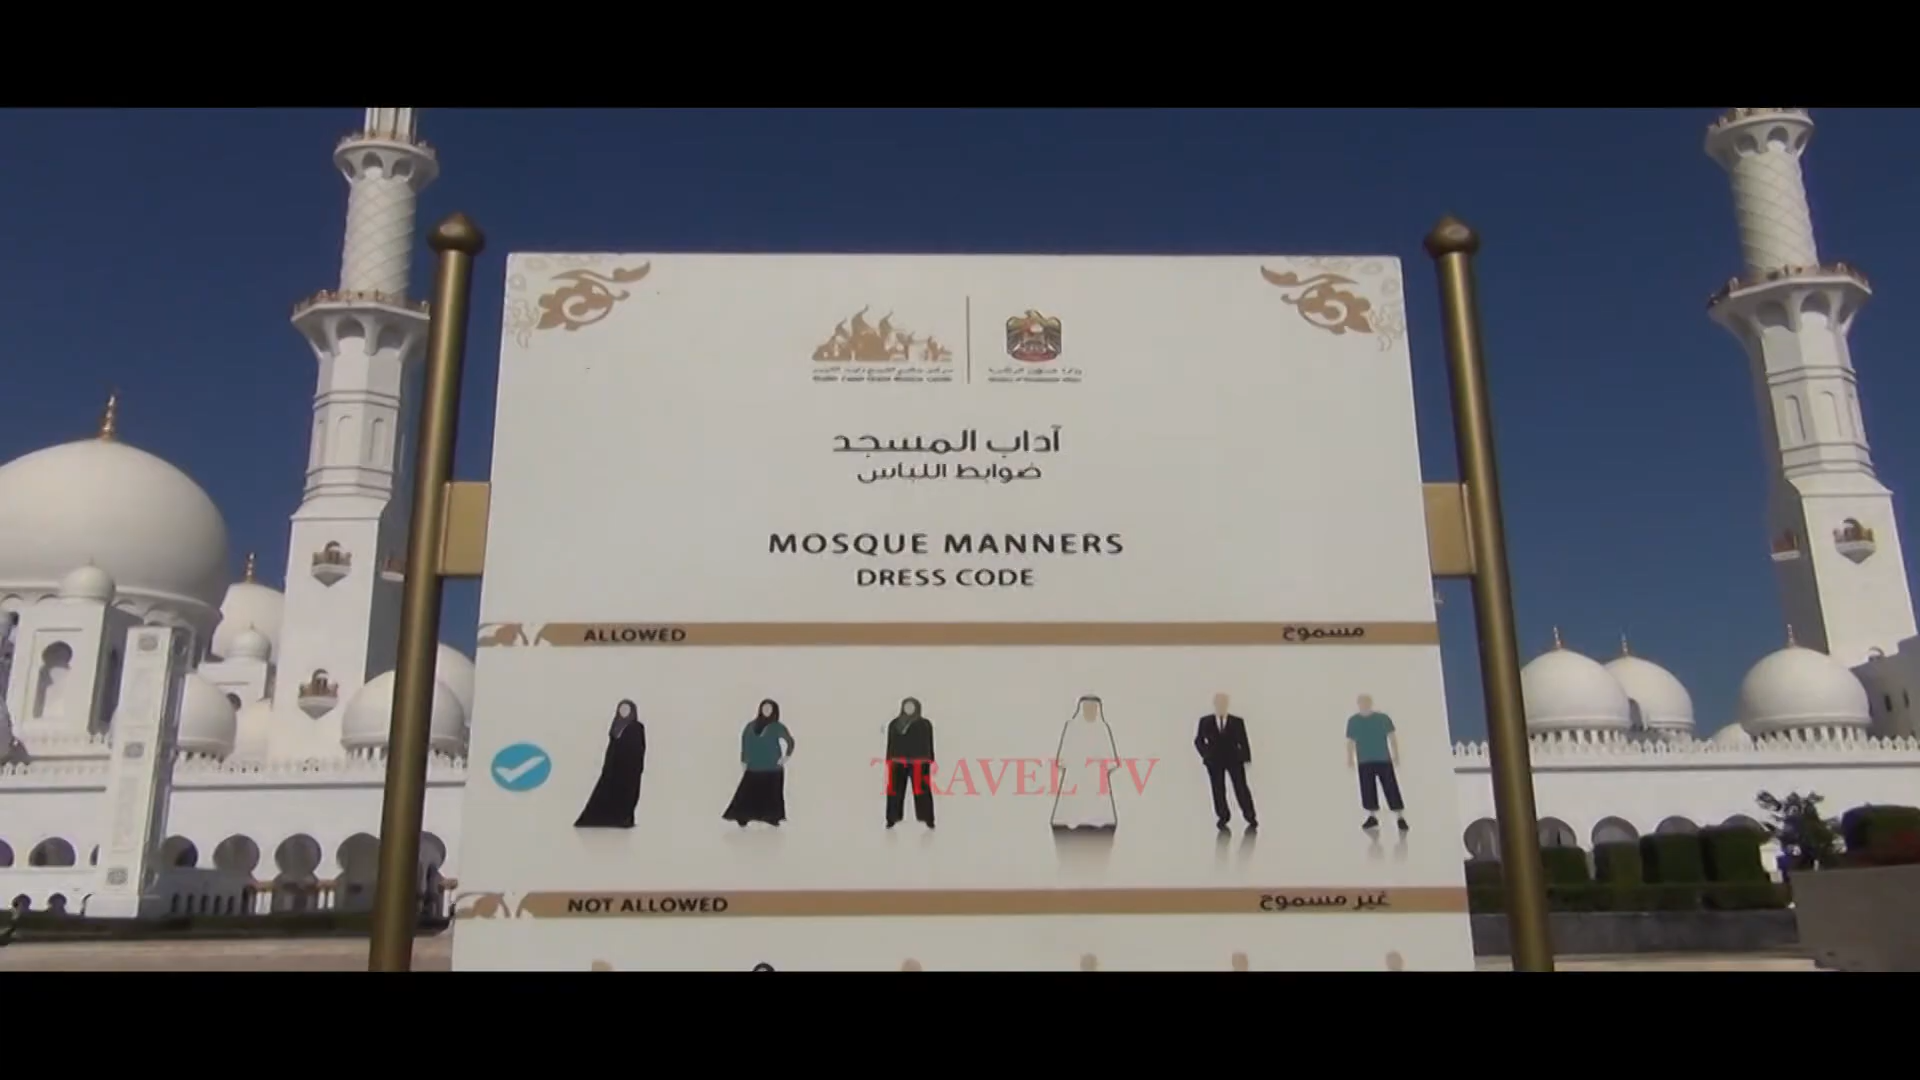 آداب المسجد
ضوابط اللباس
MOSQUE MANNERS
DRESS CODE
ALLOWED مسموح
TRAVEL TV
NOT ALLOWED غير مسموح